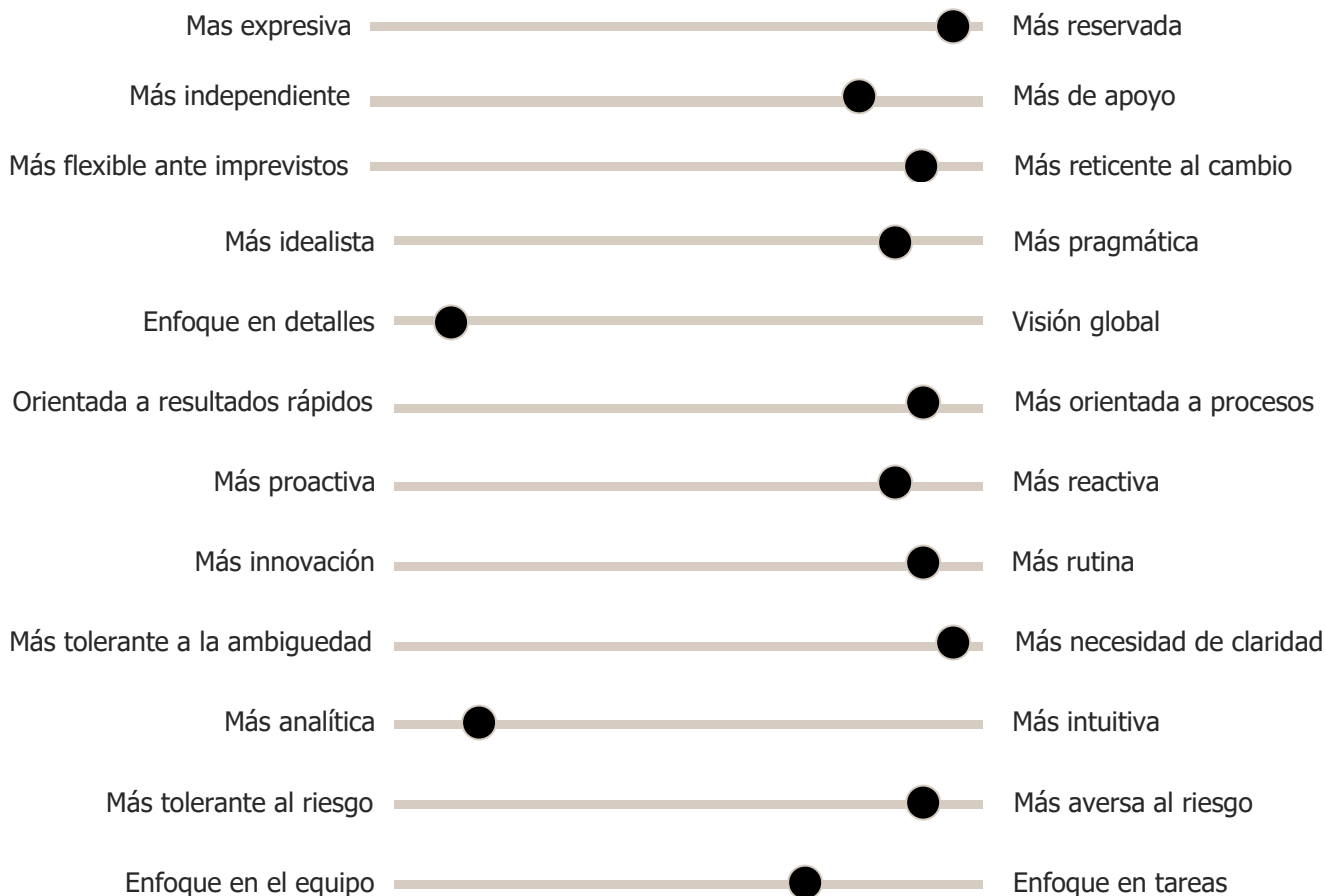 Mas expresiva Más reservada
Más independiente Más de apoyo
Más flexible ante imprevistos Más reticente al cambio
Más idealista Más pragmática
Enfoque en detalles Visión global
Orientada a resultados rápidos Más orientada a procesos
Más proactiva Más reactiva
Más innovación Más rutina
Más tolerante a la ambiguedad Más necesidad de claridad
Más analítica Más intuitiva
Más tolerante al riesgo Más aversa al riesgo
Enfoque en el equipo Enfoque en tareas